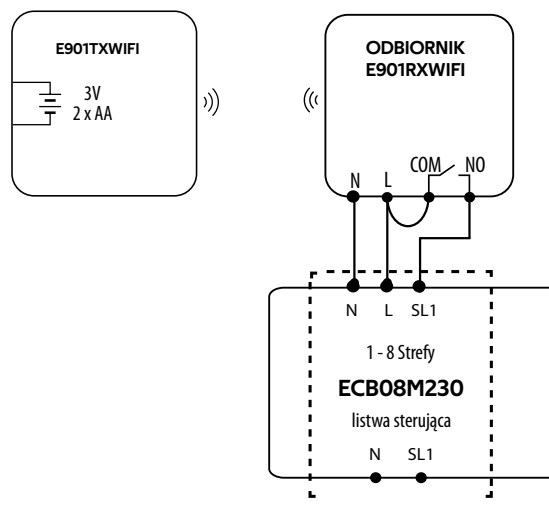 E901TXWIFI
3V
2 x AA
ODBIORNIK
E901RXWIFI
COM NO
N L
N L SL1
1 - 8 Strefy
ECB08M230
listwa sterująca
N SL1